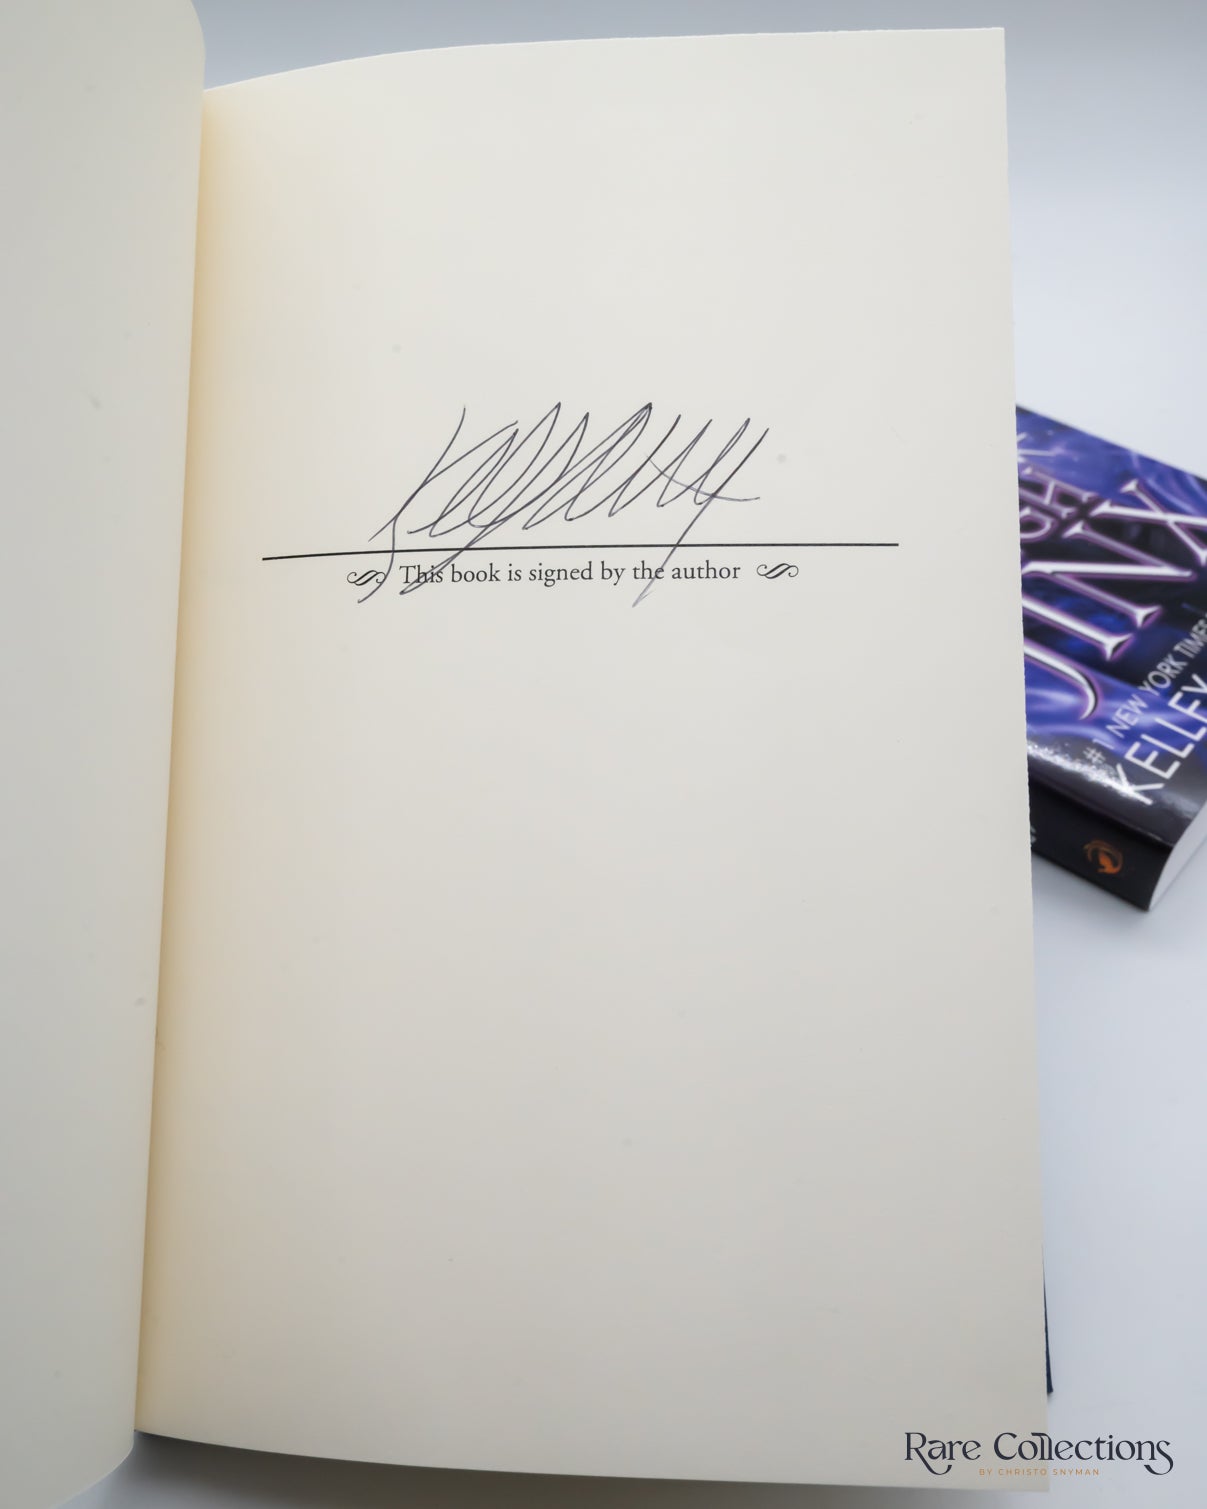 This book is signed by the author
JINX
#1 NEW YORK TIMES
KELLEY
Rare Collections
BY CHRISTO SNYMAN